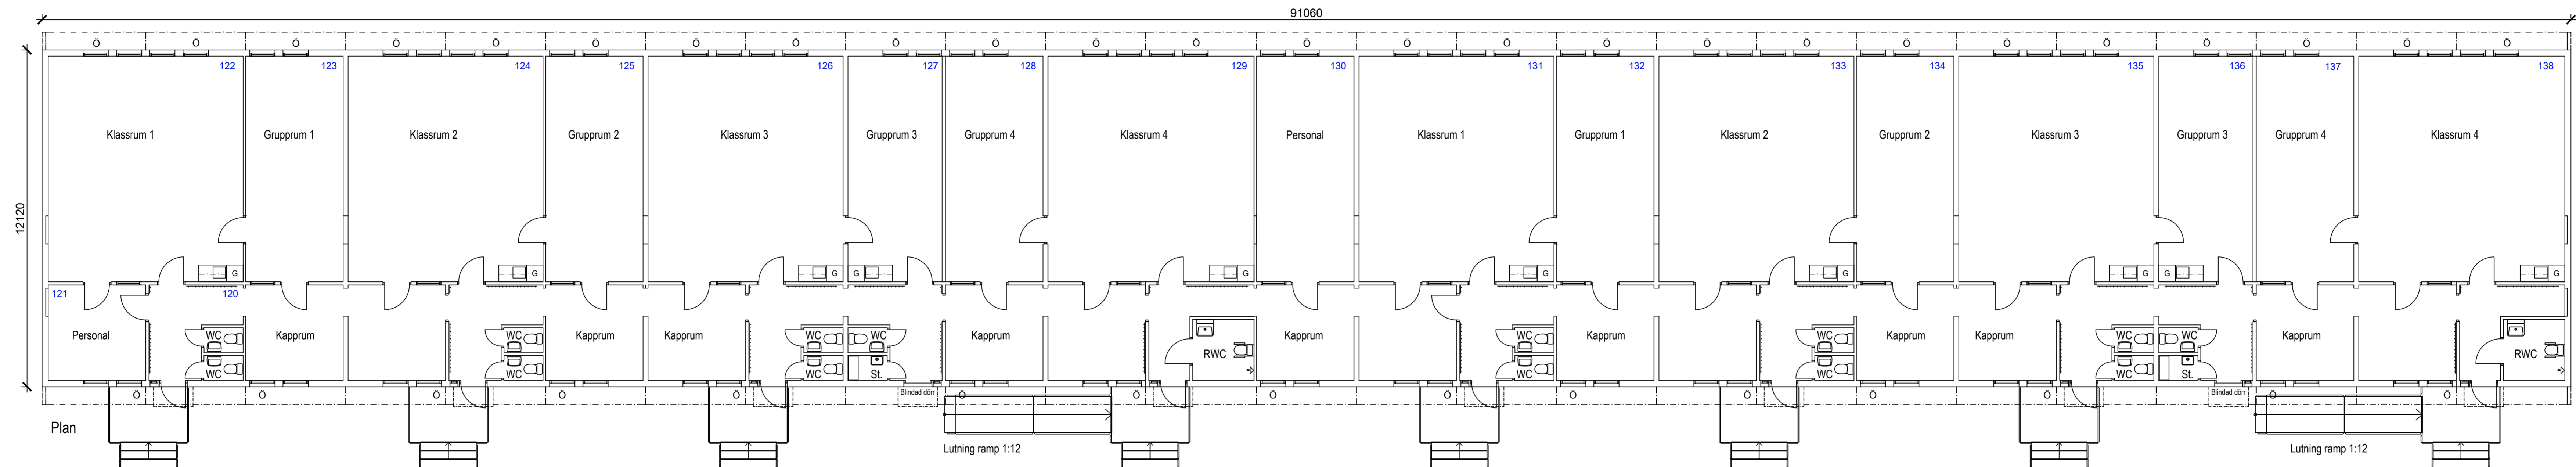 91060
Ö Ö Ö Ö Ö Ö Ö Ö Ö Ö Ö Ö Ö Ö Ö Ö Ö Ö Ö Ö Ö Ö Ö Ö
122 123 124 125 126 127 128 129 130 131 132 133 134 135 136 137 138
Klassrum 1 Grupprum 1 Klassrum 2 Grupprum 2 Klassrum 3 Grupprum 3 Grupprum 4 Klassrum 4 Personal Klassrum 1 Grupprum 1 Klassrum 2 Grupprum 2 Klassrum 3 Grupprum 3 Grupprum 4 Klassrum 4
12120
G G G G G G G G G G
121 120
Personal WC Kapprum WC Kapprum Kapprum WC WC Kapprum Kapprum WC Kapprum WC Kapprum Kapprum WC WC Kapprum
RWC RWC
WC WC WC St. WC WC WC St.
Blindad dörr Blindad dörr
Ö Ö Ö Ö Ö Ö Ö Ö Ö Ö Ö Ö
Plan
Lutning ramp 1:12 Lutning ramp 1:12